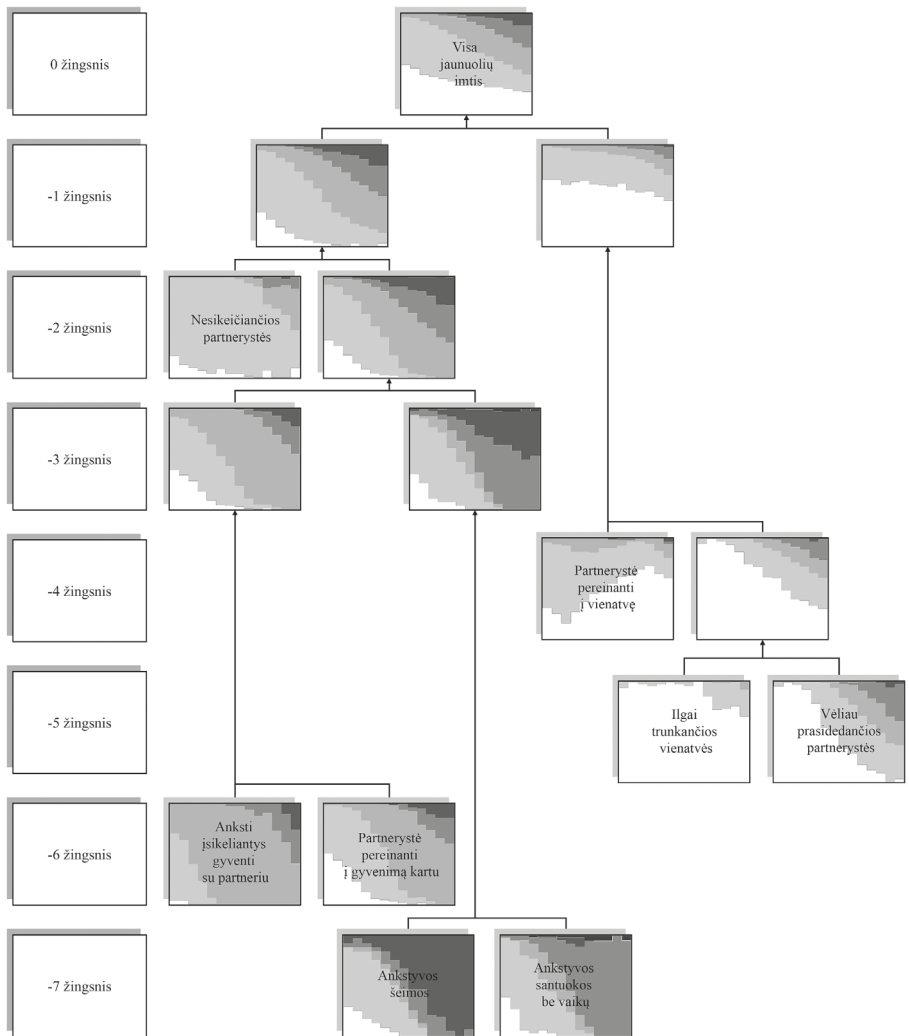 0 žingsnis
Visa
jaunuolių
imtis
-1 žingsnis
-2 žingsnis
Nesikeičiančios
partnerystės
-3 žingsnis
-4 žingsnis
Partnerystė
pereinanti
į vienatvę
-5 žingsnis
Ilgai
trunkančios
vienatvės
Vėliau
prasidedančios
partnerystės
-6 žingsnis
Anksti
įsikeliantys
gyventi
su partneriu
Partnerystė
pereinanti
į gyvenimą kartu
-7 žingsnis
Ankstyvos
šeimos
Ankstyvos
santuokos
be vaikų